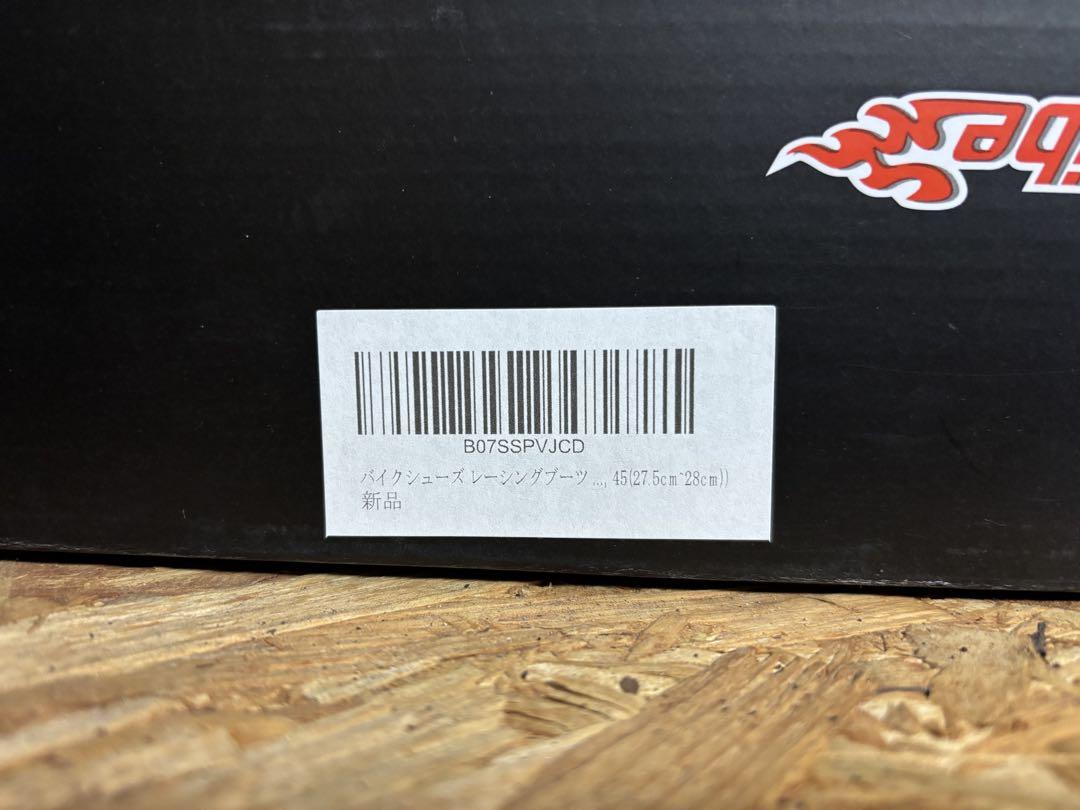 B07SSPVJCD
バイクシューズ レーシングブーツ ..., 45(27.5cm~28cm))
新品